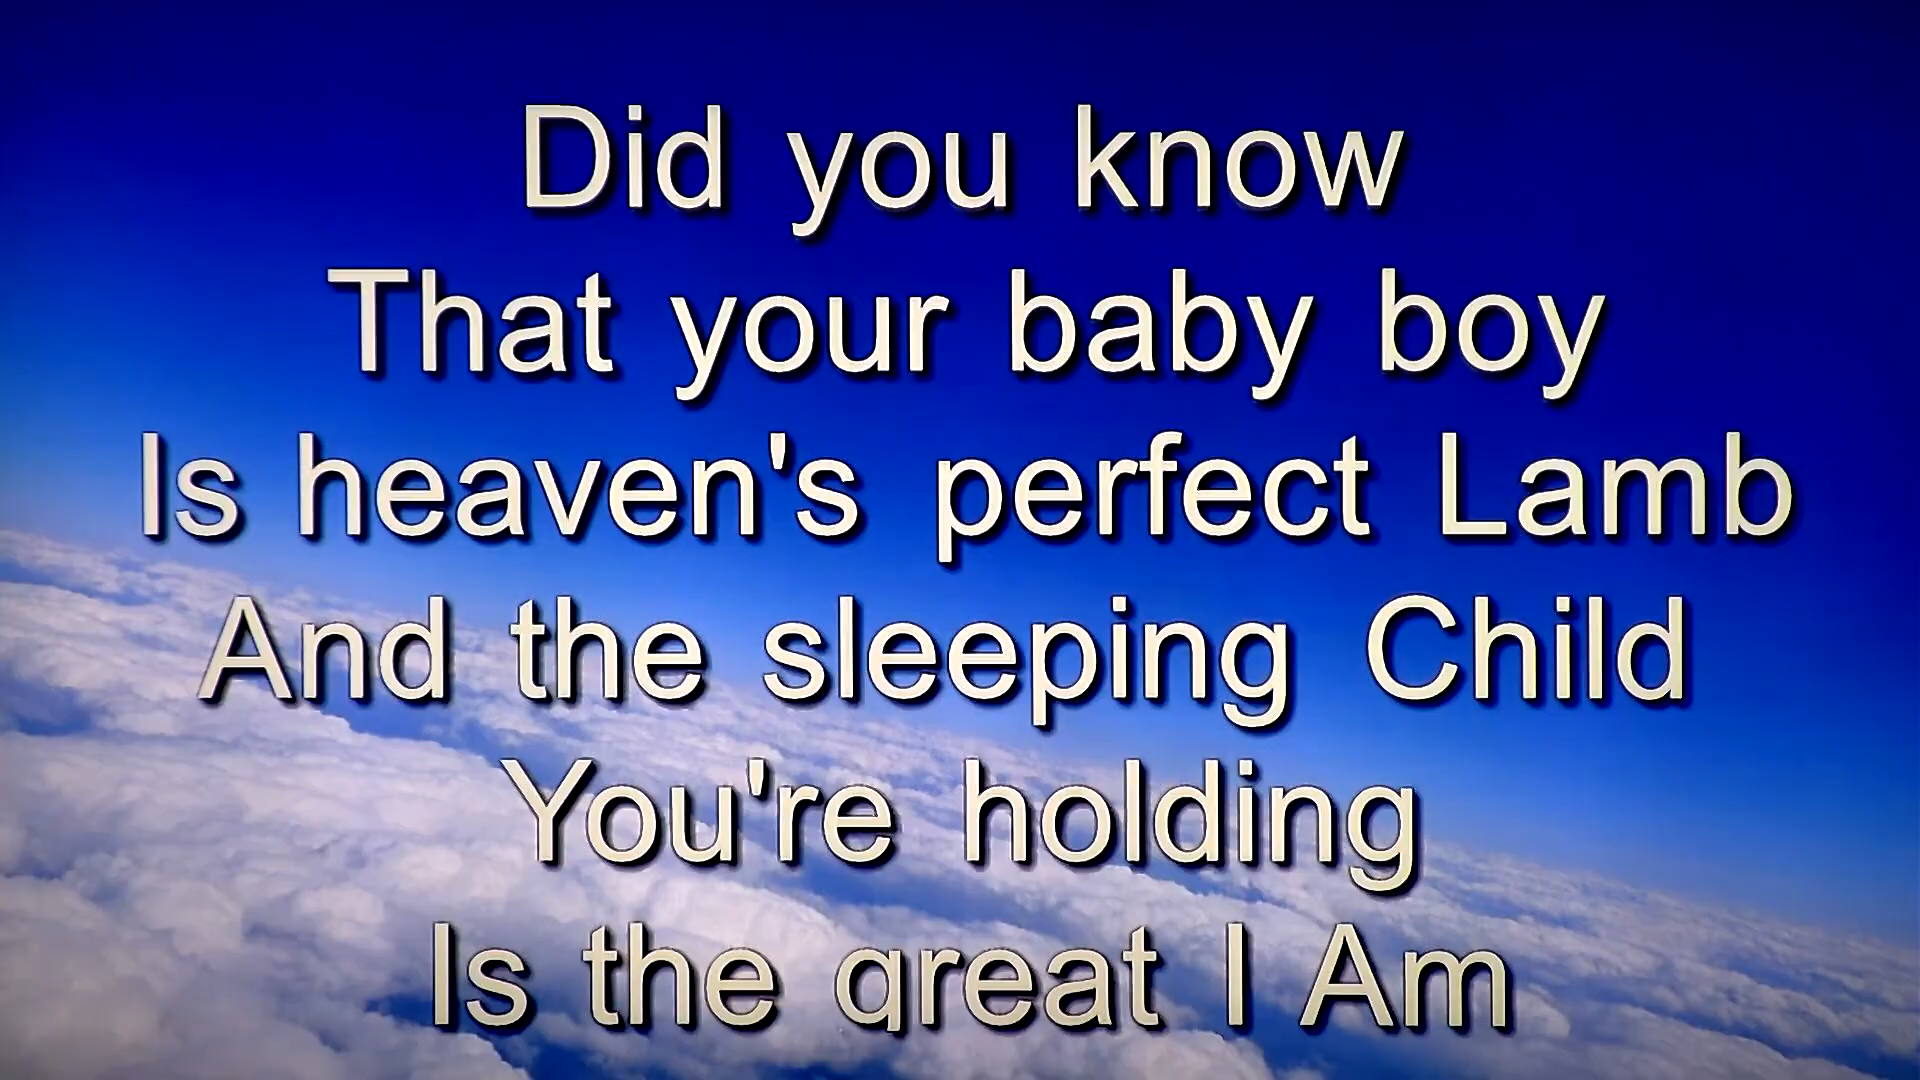 Did you know
That your baby boy
Is heaven's perfect Lamb
And the sleeping Child
You're holding
Is the great I Am